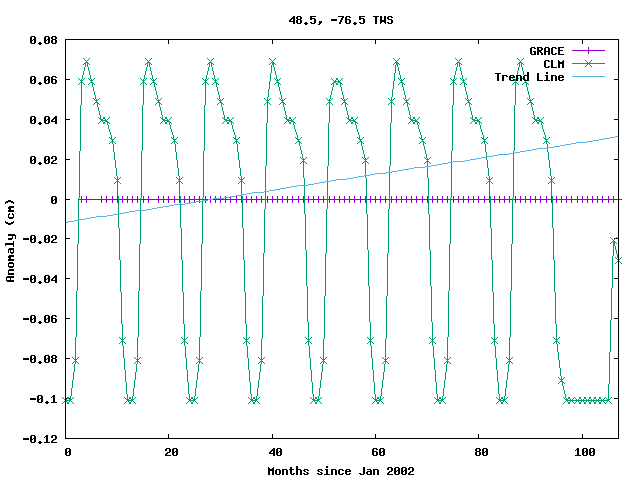 48.5, -76.5 TWS
GRACE
CLM
Trend Line
0.08
0.06
0.04
0.02
0
-0.02
-0.04
-0.06
-0.08
-0.1
-0.12
Anomaly (cm)
0 20 40 60 80 100
Months since Jan 2002